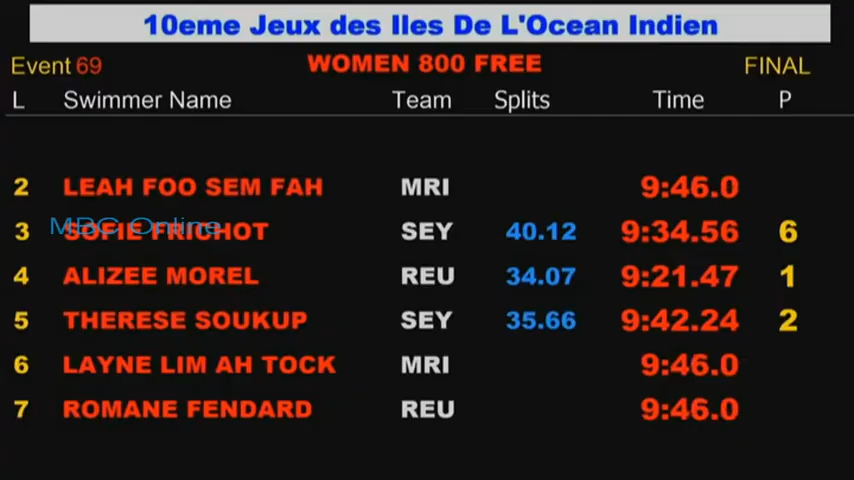 10eme Jeux des Iles De L'Ocean Indien
Event 69 WOMEN 800 FREE FINAL
L Swimmer Name Team Splits Time P
2 LEAH FOO SEM FAH MRI 9:46.0
MBC Online
3 SOFIE FRICHOT SEY 40.12 9:34.56 6
4 ALIZEE MOREL REU 34.07 9:21.47 1
5 THERESE SOUKUP SEY 35.66 9:42.24 2
6 LAYNE LIM AH TOCK MRI 9:46.0
7 ROMANE FENDARD REU 9:46.0